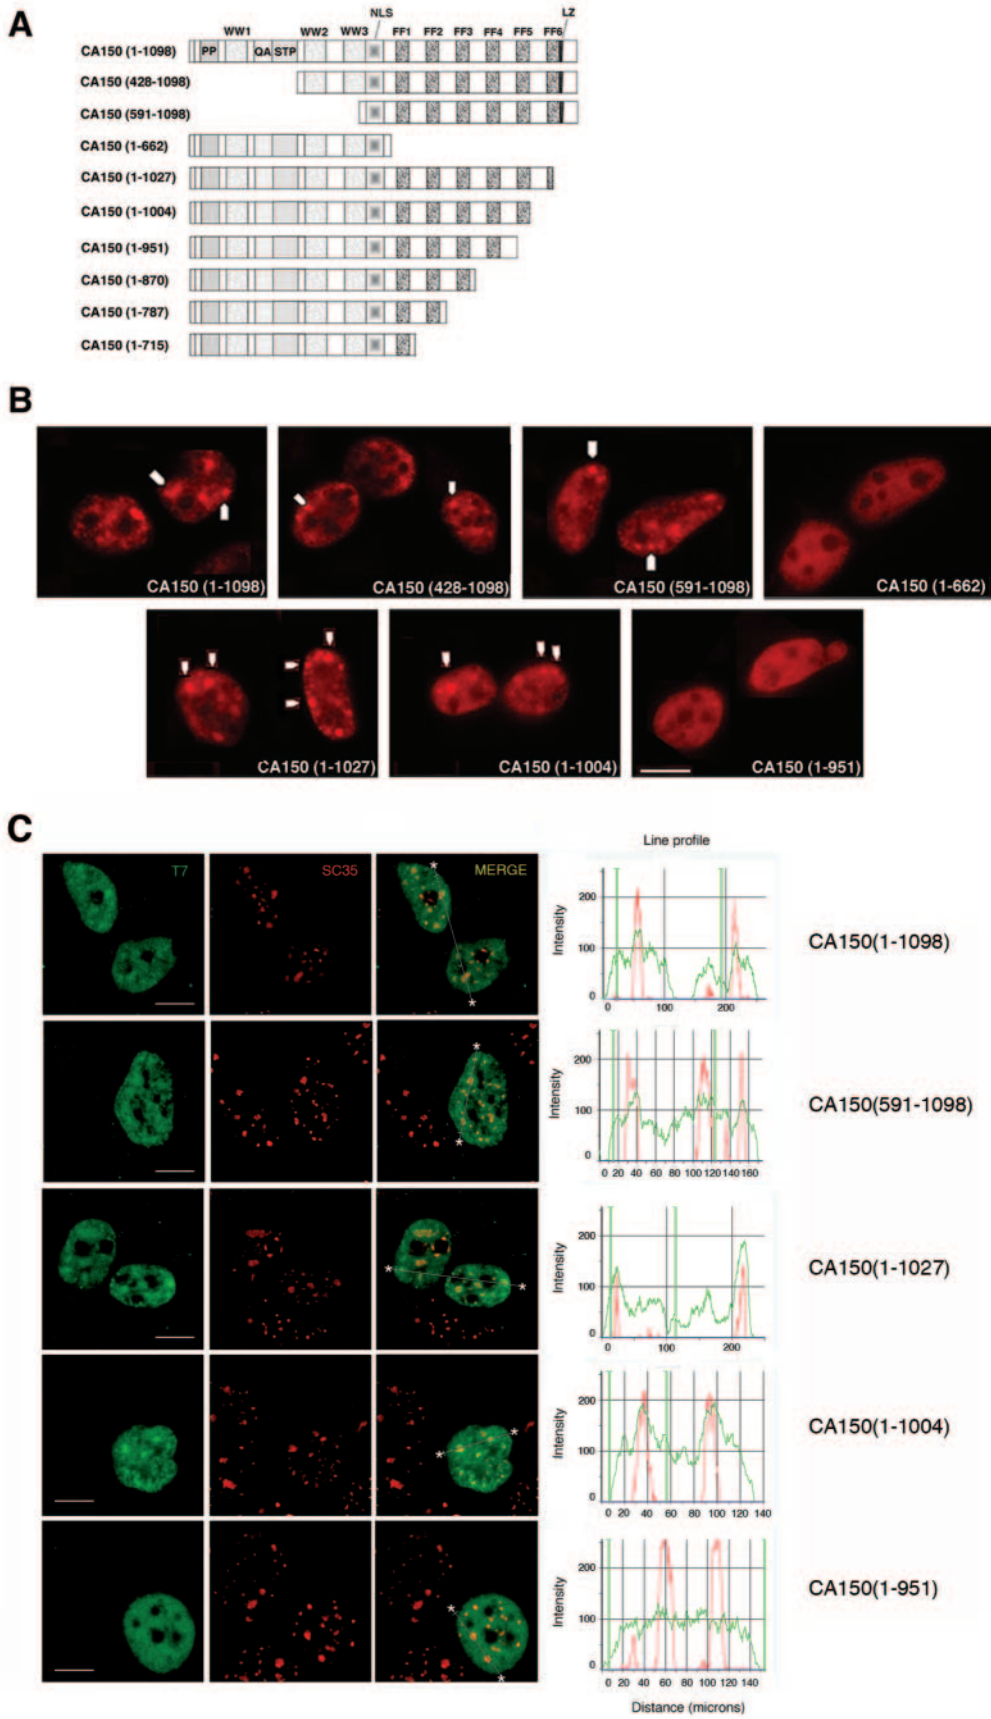 A
NLS
LZ
WW1 WW2 WW3 FF1 FF2 FF3 FF4 FF5 FF6
CA150 (1-1098) PP QA STP
CA150 (428-1098)
CA150 (591-1098)
CA150 (1-662)
CA150 (1-1027)
CA150 (1-1004)
CA150 (1-951)
CA150 (1-870)
CA150 (1-787)
CA150 (1-715)
B
CA150 (1-1098) CA150 (428-1098) CA150 (591-1098) CA150 (1-662)
CA150 (1-1027) CA150 (1-1004) CA150 (1-951)
C
Line profile
T7 SC35 MERGE
Intensity
200
100
0
0 100 200
CA150(1-1098)
Intensity
200
100
0
0 20 40 60 80 100 120 140 160
CA150(591-1098)
Intensity
200
100
0
0 100 200
CA150(1-1027)
Intensity
200
100
0
0 20 40 60 80 100 120 140
CA150(1-1004)
Intensity
200
100
0
0 20 40 60 80 100 120 140
CA150(1-951)
Distance (microns)